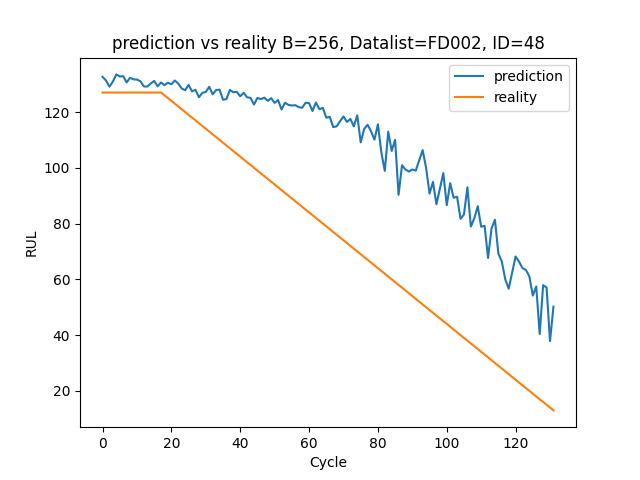 prediction vs reality B=256, Datalist=FD002, ID=48
prediction
reality
RUL
120
100
80
60
40
20
0 20 40 60 80 100 120
Cycle